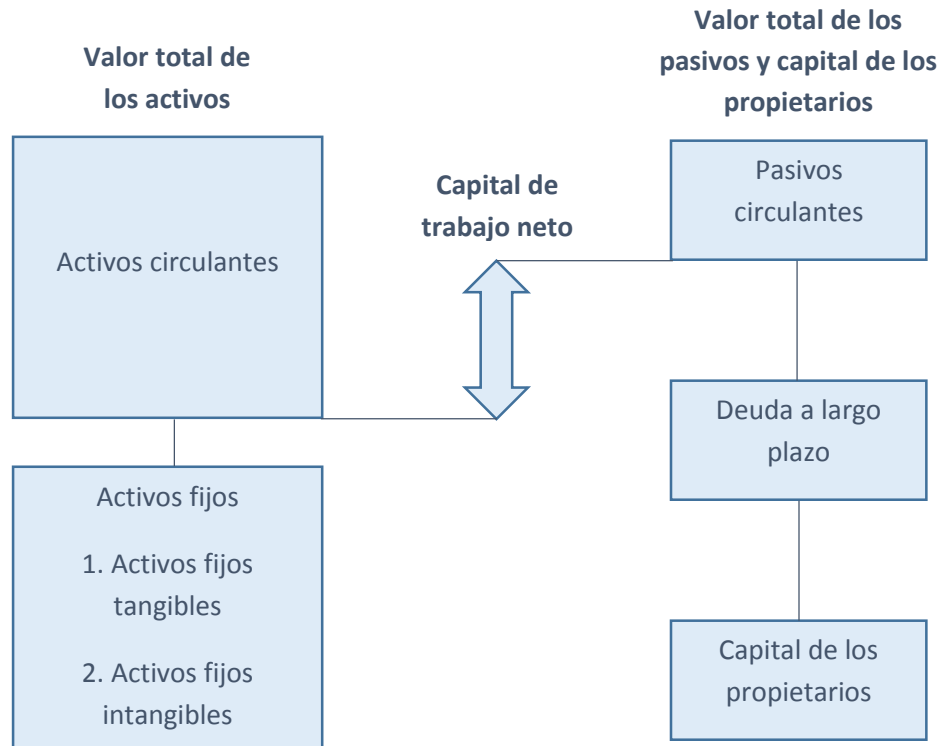 Valor total de
los activos
Activos circulantes
Activos fijos
1. Activos fijos
tangibles
2. Activos fijos
intangibles
Capital de
trabajo neto
Valor total de los
pasivos y capital de los
propietarios
Pasivos
circulantes
Deuda a largo
plazo
Capital de los
propietarios